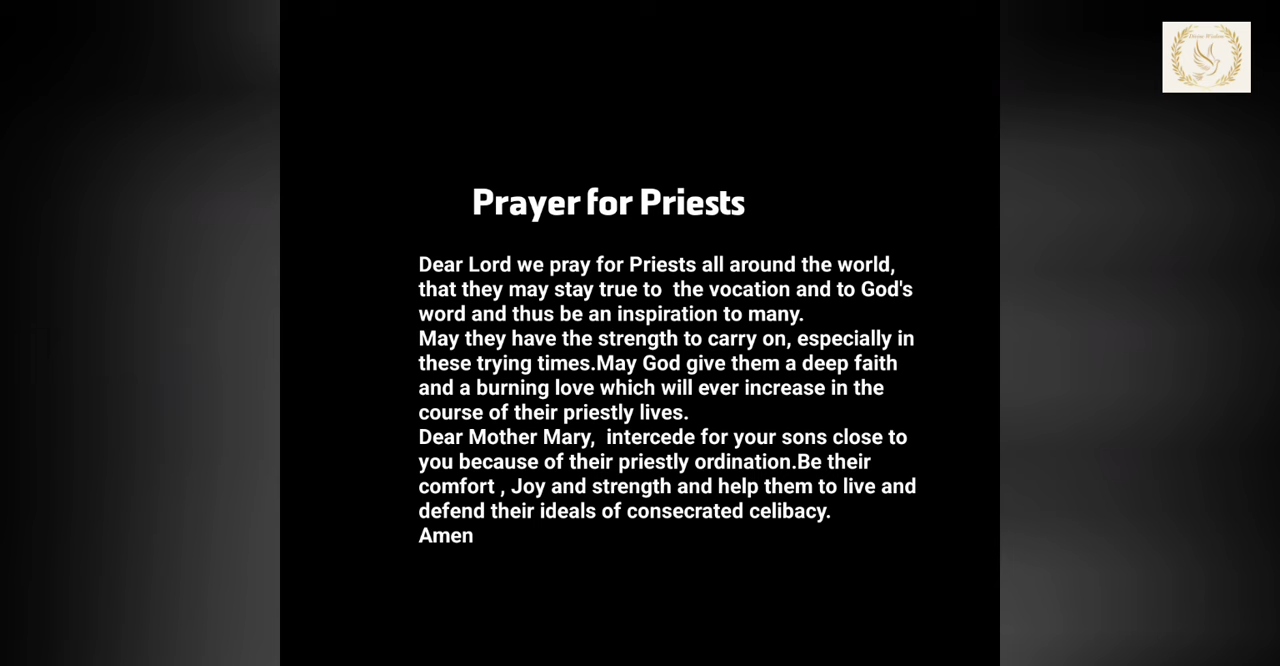 Divine Wisdom
Prayer for Priests
Dear Lord we pray for Priests all around the world,
that they may stay true to  the vocation and to God's
word and thus be an inspiration to many.
May they have the strength to carry on, especially in
these trying times.May God give them a deep faith
and a burning love which will ever increase in the
course of their priestly lives.
Dear Mother Mary,  intercede for your sons close to
you because of their priestly ordination.Be their
comfort , Joy and strength and help them to live and
defend their ideals of consecrated celibacy.
Amen